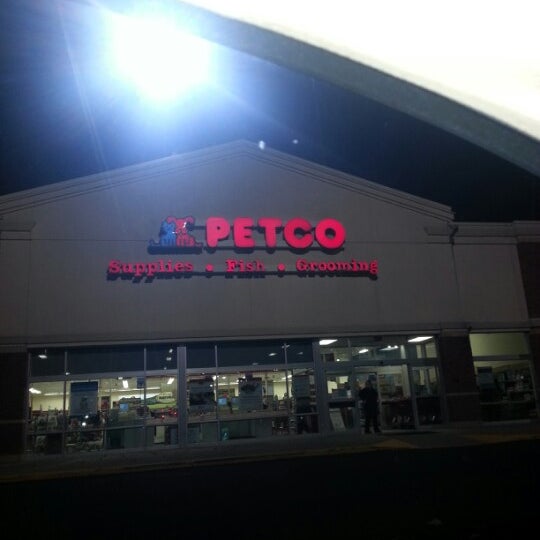 PETCO
Supplies • Fish • Grooming